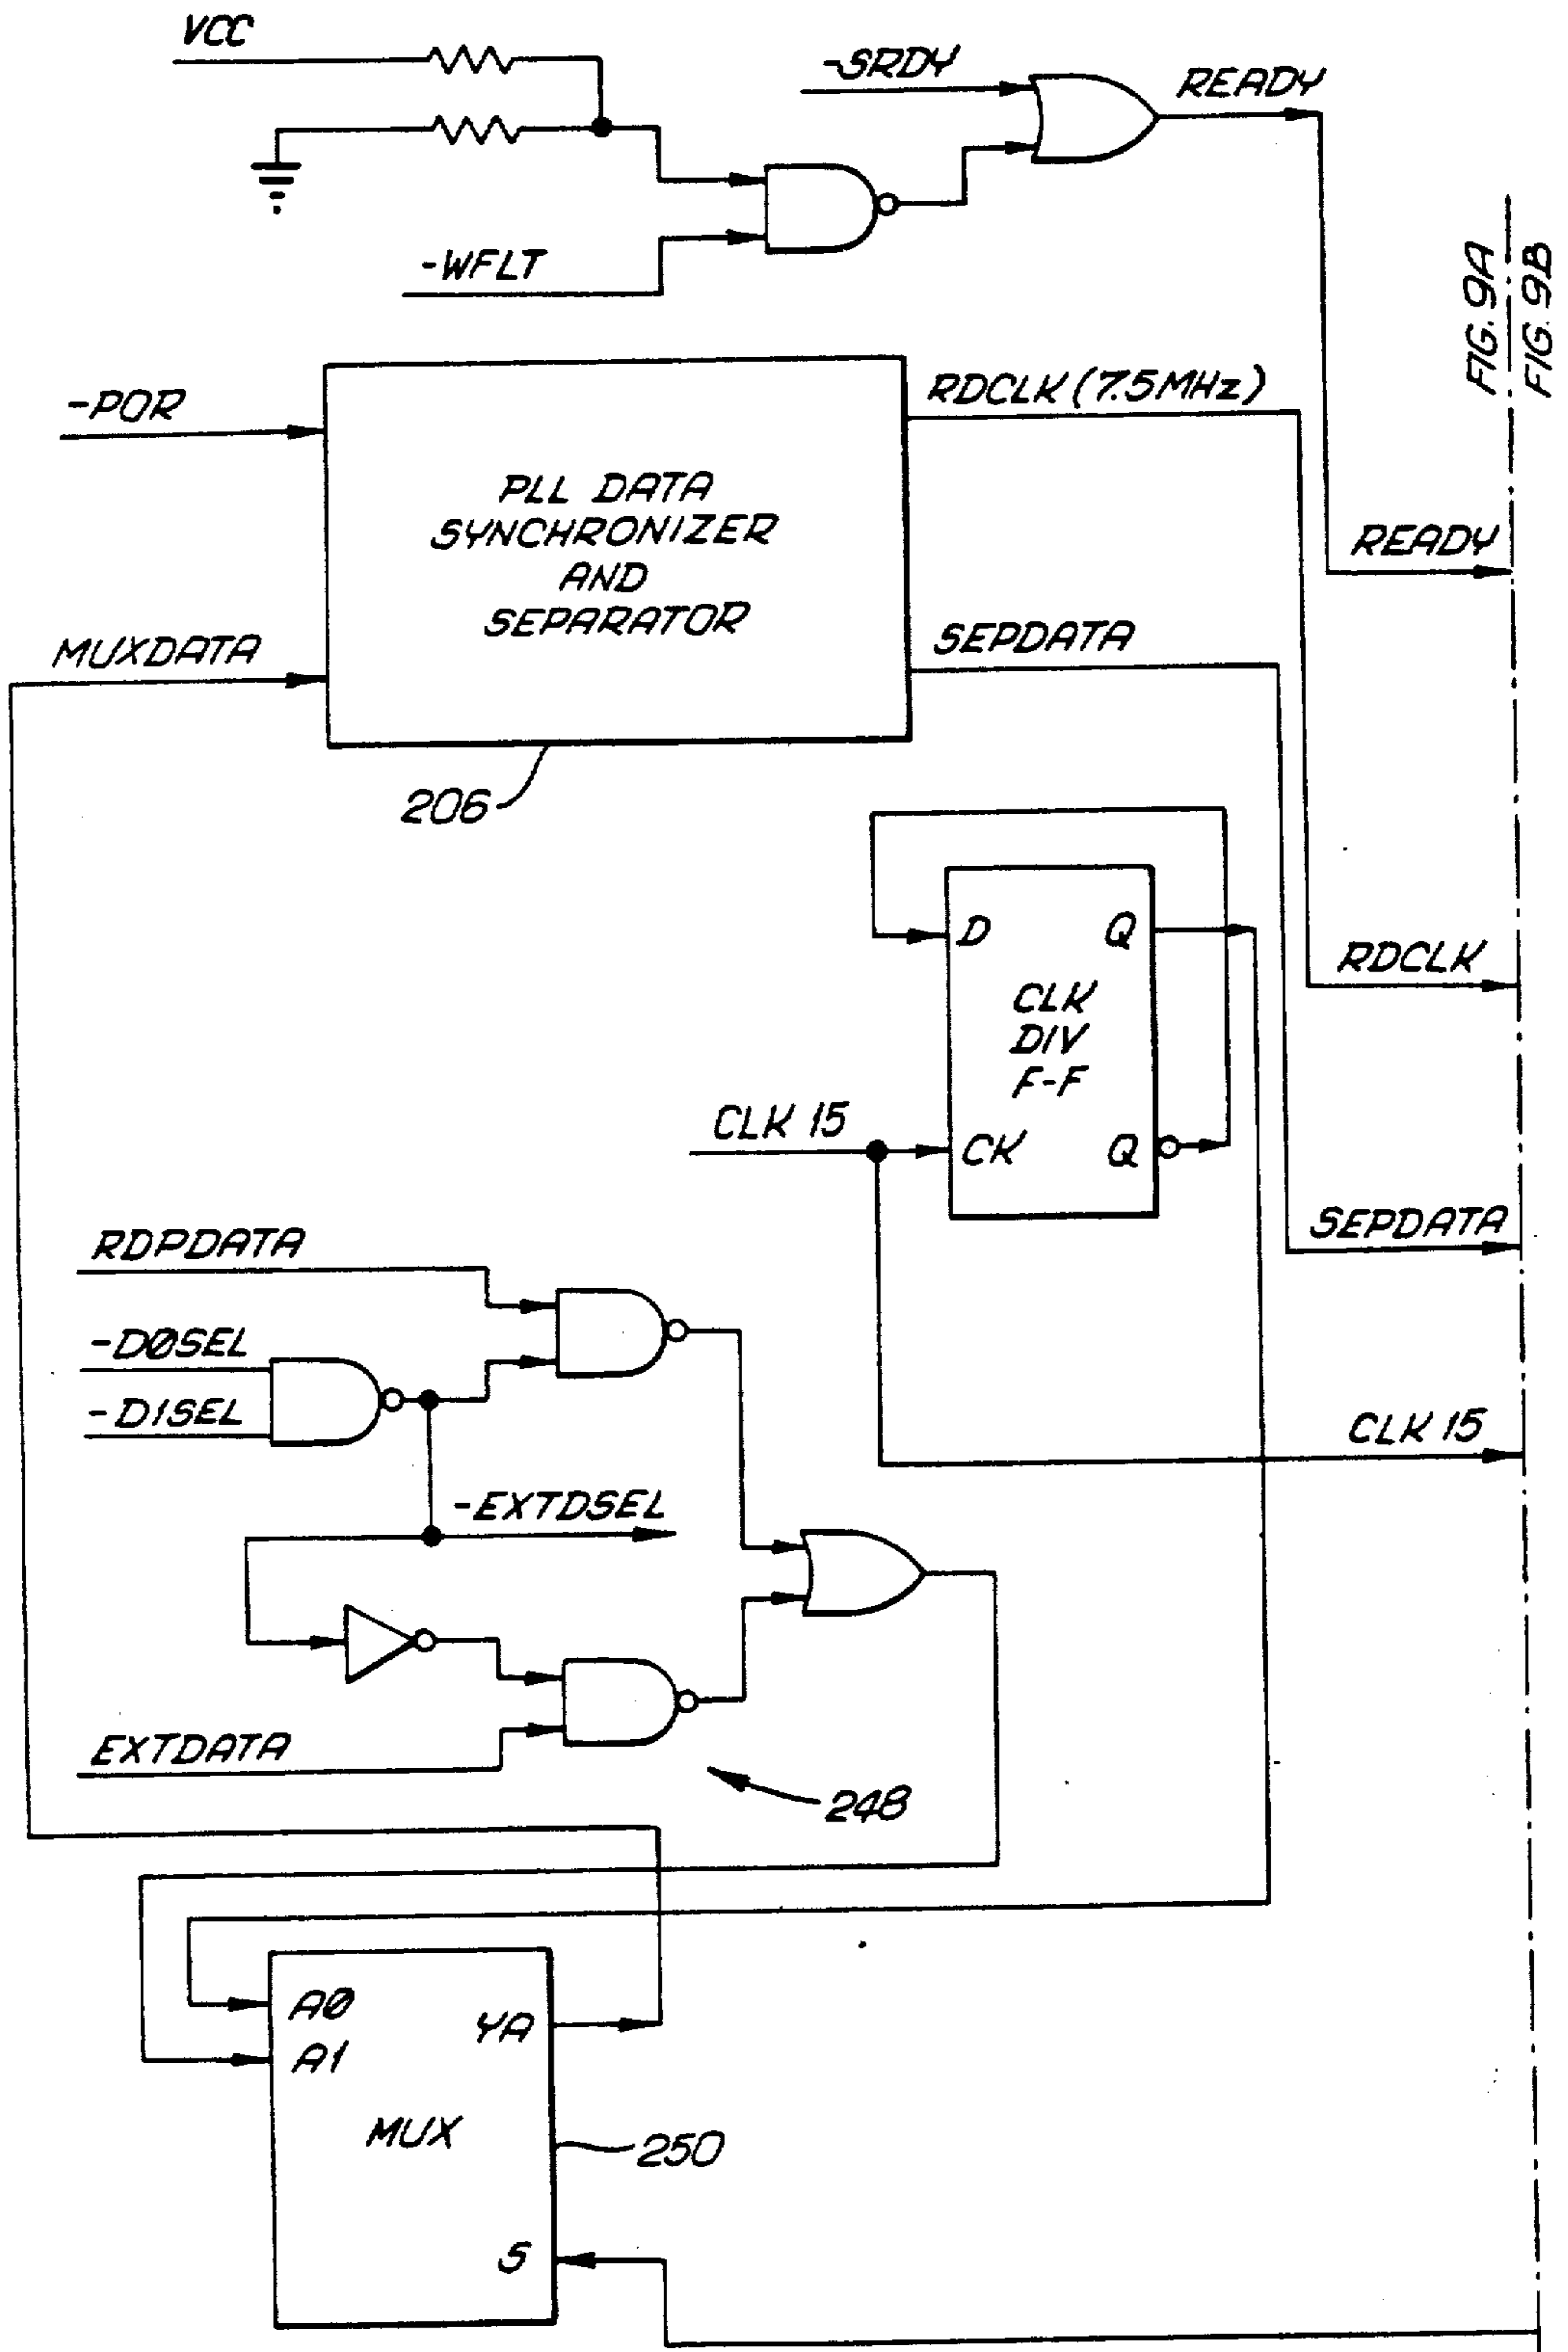 VCC
-SRDY
READY
-WFLT
FIG. 9A
FIG. 9B
-POR
RDCLK (7.5MHz)
PLL DATA
SYNCHRONIZER
AND
SEPARATOR
READY
MUXDATA
SEPDATA
206
D
Q
CLK
DIV
F-F
RDCLK
CLK 15
CK
Q
RDPDATA
SEPDATA
-DØSEL
-D1SEL
CLK 15
-EXTDSEL
EXTDATA
248
AØ
YA
A1
MUX
250
S